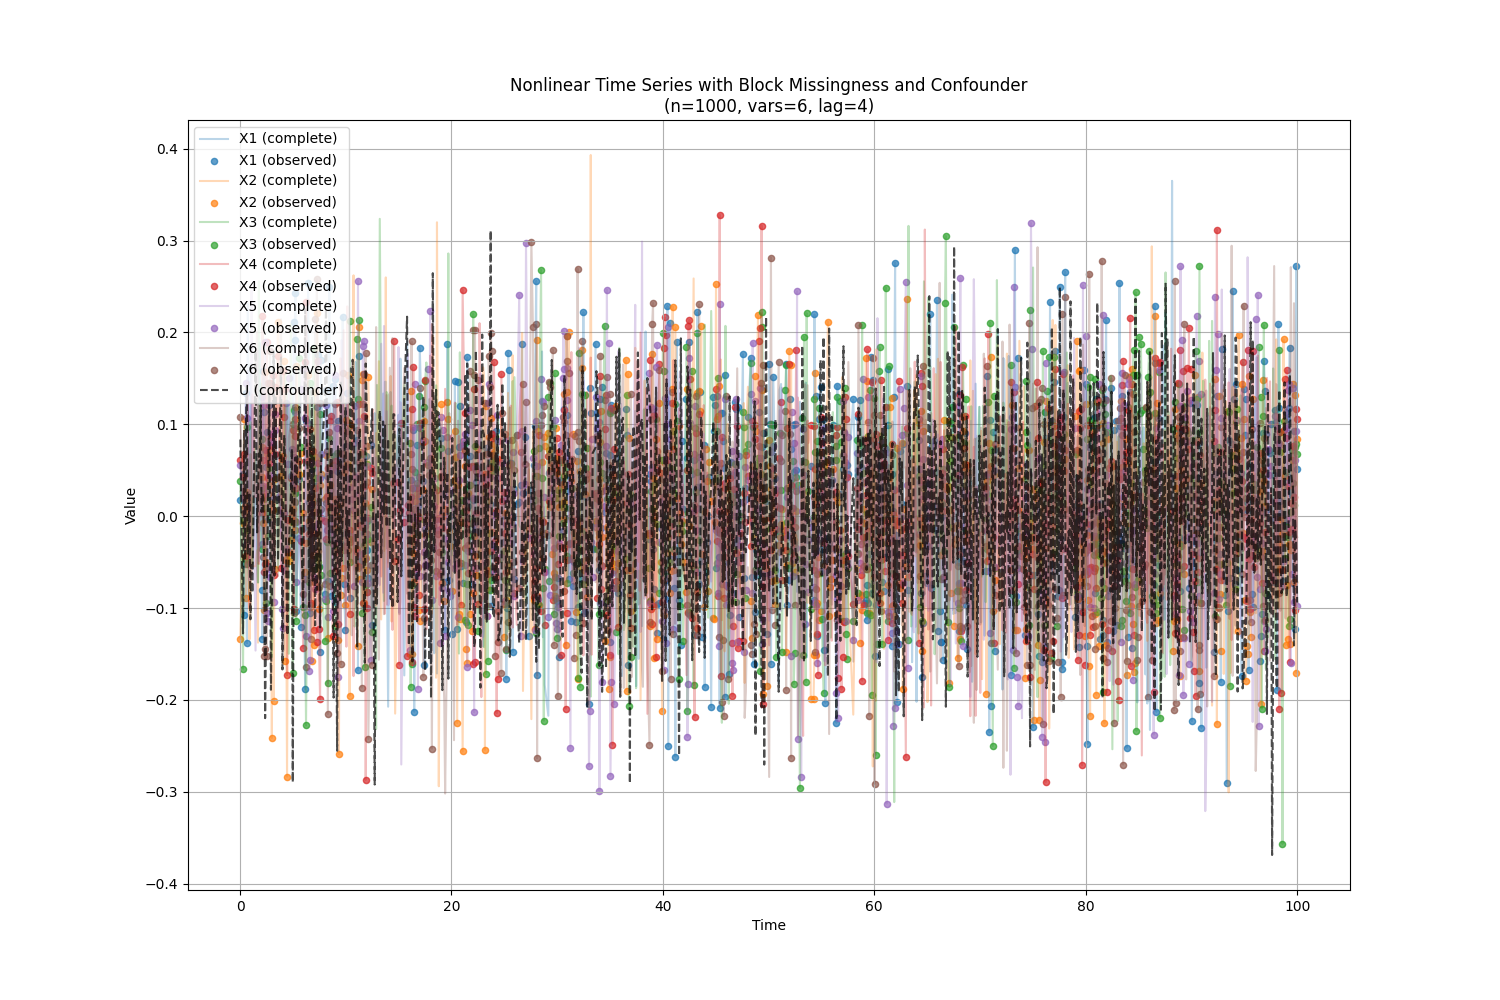 Nonlinear Time Series with Block Missingness and Confounder
(n=1000, vars=6, lag=4)
X1 (complete)
X1 (observed)
X2 (complete)
X2 (observed)
X3 (complete)
X3 (observed)
X4 (complete)
X4 (observed)
X5 (complete)
X5 (observed)
X6 (complete)
X6 (observed)
U (confounder)
Value
0.4
0.3
0.2
0.1
0.0
−0.1
−0.2
−0.3
−0.4
0 20 40 60 80 100
Time